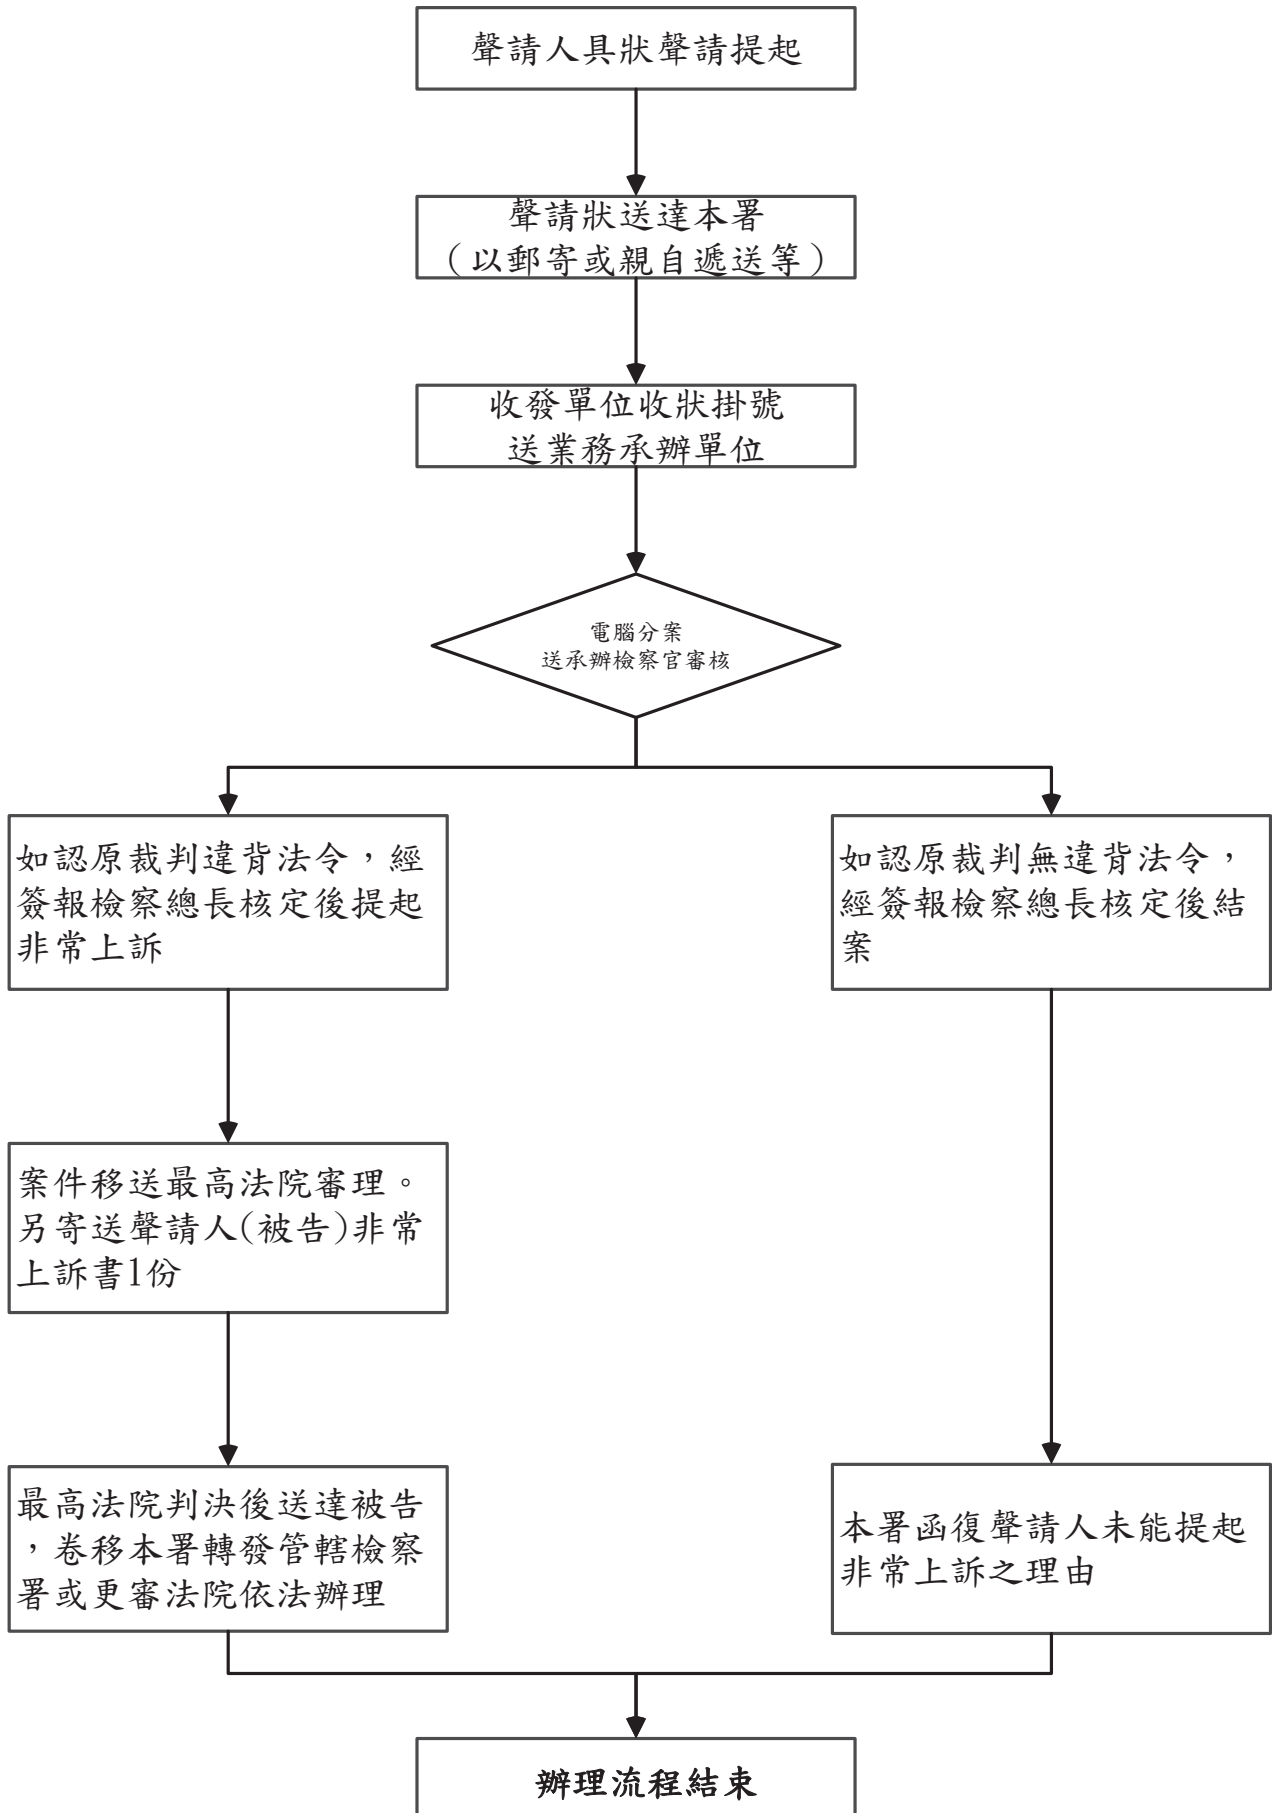 聲請人具狀聲請提起
聲請狀送達本署
（以郵寄或親自遞送等）
收發單位收狀掛號
送業務承辦單位
電腦分案
送承辦檢察官審核
如認原裁判違背法令，經
簽報檢察總長核定後提起
非常上訴
如認原裁判無違背法令，
經簽報檢察總長核定後結
案
案件移送最高法院審理。
另寄送聲請人(被告)非常
上訴書1份
最高法院判決後送達被告
，卷移本署轉發管轄檢察
署或更審法院依法辦理
本署函復聲請人未能提起
非常上訴之理由
辦理流程結束